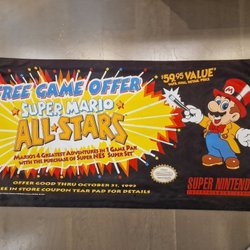 FREE GAME OFFER
$59.95 VALUE*
SUPER MARIO
ALL-STARS
MARIO'S 4 GREATEST ADVENTURES IN 1 GAME PAK
WITH THE PURCHASE OF SUPER NES SUPER SET
OFFER GOOD THRU OCTOBER 31, 1993
SEE IN STORE COUPON TEAR PAD FOR DETAILS
SUPER NINTENDO